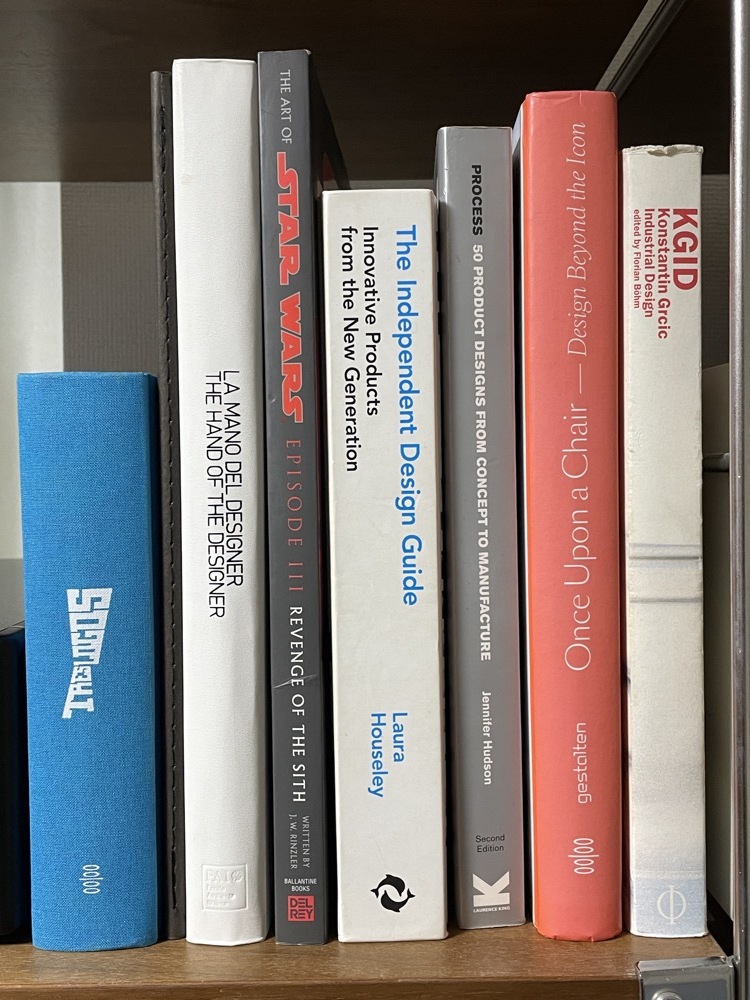 LA MANO DEL DESIGNER
THE HAND OF THE DESIGNER
FAI
THE ART OF
STAR WARS
EPISODE III
REVENGE OF THE SITH
WRITTEN BY
J. W. RINZLER
BALLANTINE
BOOKS
DEL
REY
The Independent Design Guide
Innovative Products
from the New Generation
Laura
Houseley
PROCESS 50 PRODUCT DESIGNS FROM CONCEPT TO MANUFACTURE
Jennifer Hudson
Second
Edition
K
LAURENCE KING
Once Upon a Chair — Design Beyond the Icon
gestalten
KGID
Konstantin Grcic
Industrial Design
edited by Florian Böhm